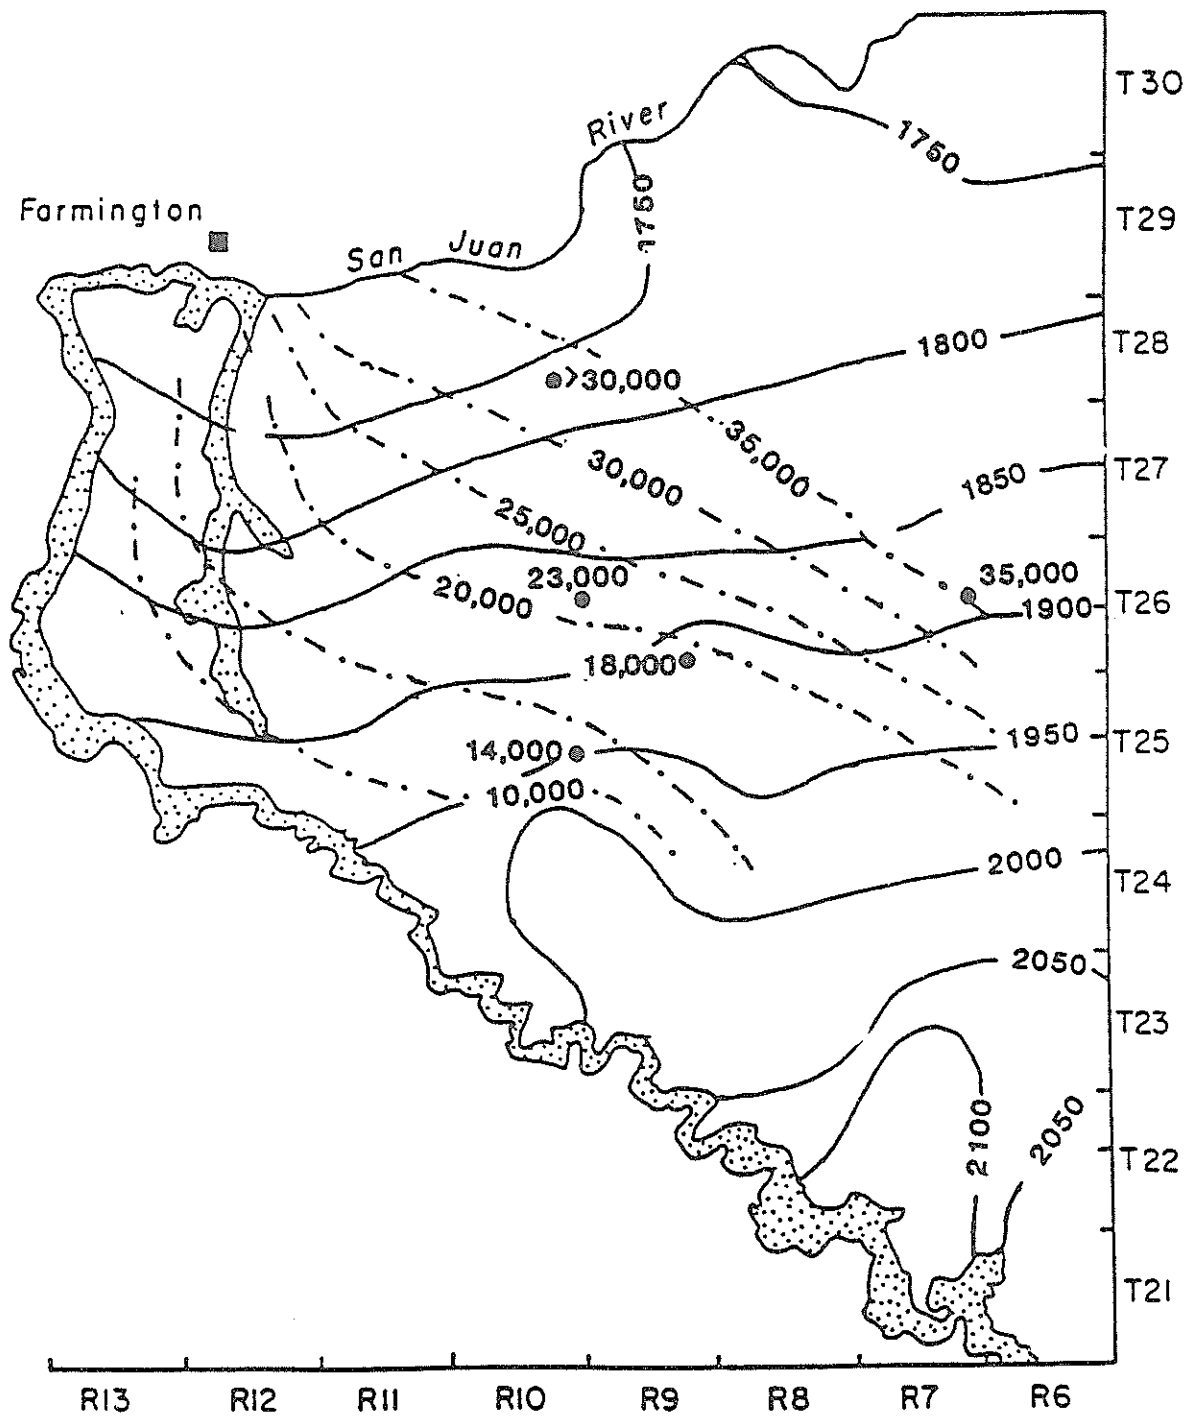 T30
River
1750
T29
Farmington
1750
San Juan
T28
1800
>30,000
35,000
T27
30,000
1850
25,000
23,000
35,000
T26
20,000
1900
18,000
1950
T25
14,000
10,000
2000
T24
2050
T23
2100
2050
T22
T21
R13 R12 R11 R10 R9 R8 R7 R6